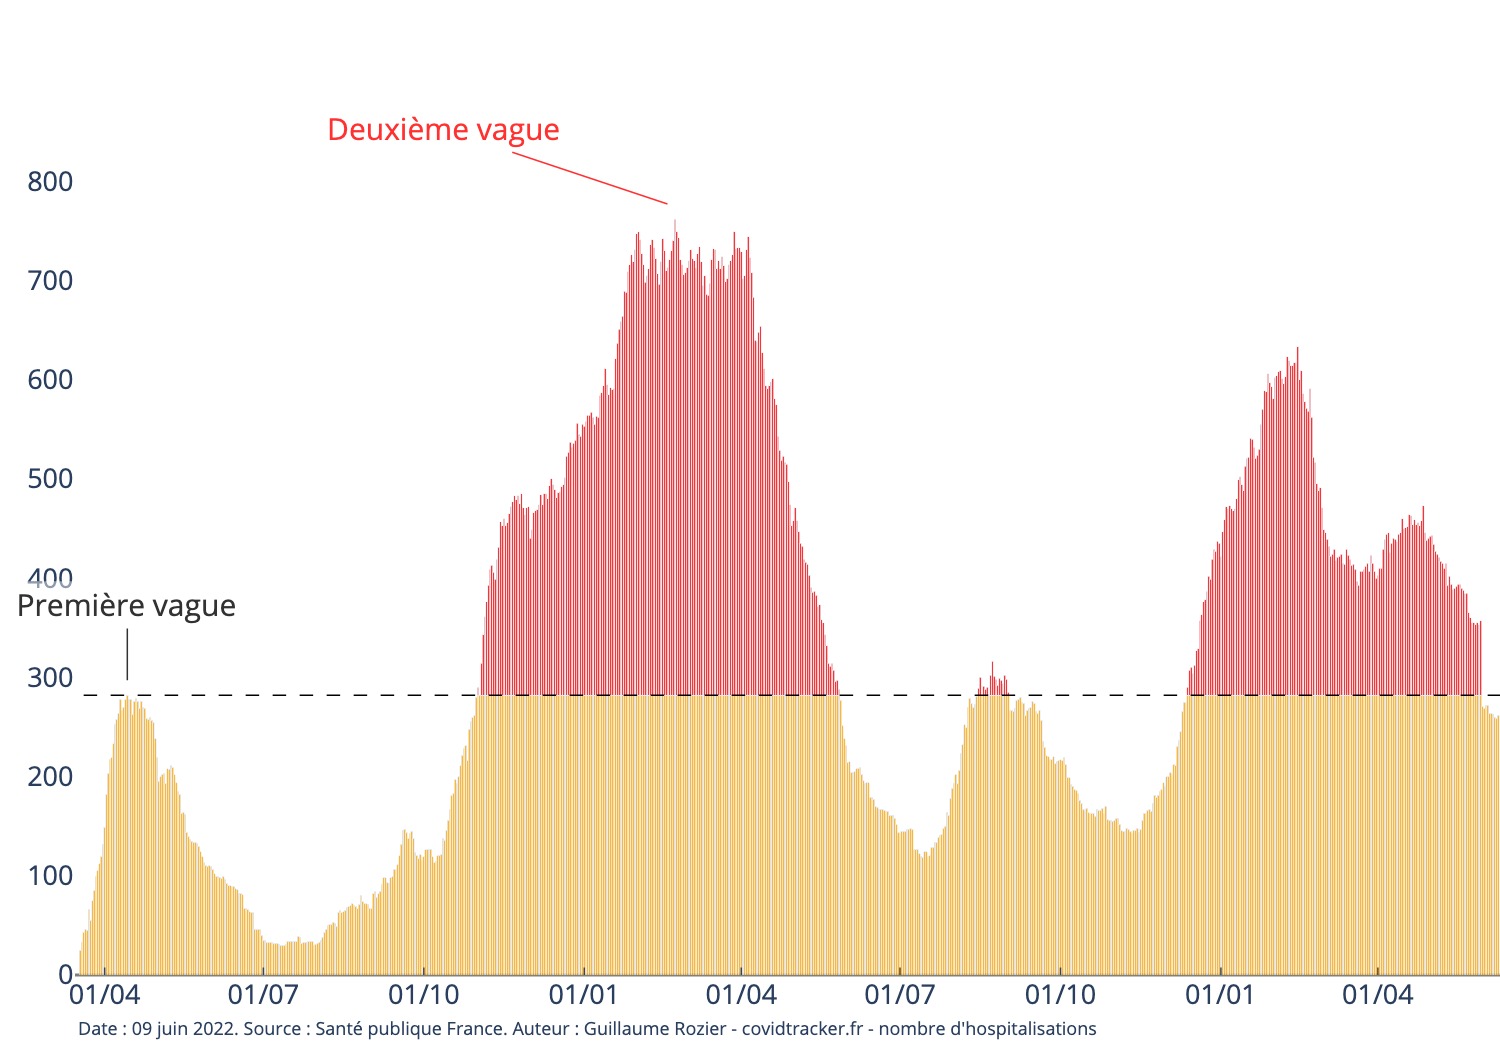 Deuxième vague
800
700
600
500
400
Première vague
300
200
100
0
01/04 01/07 01/10 01/01 01/04 01/07 01/10 01/01 01/04
Date : 09 juin 2022. Source : Santé publique France. Auteur : Guillaume Rozier - covidtracker.fr - nombre d'hospitalisations